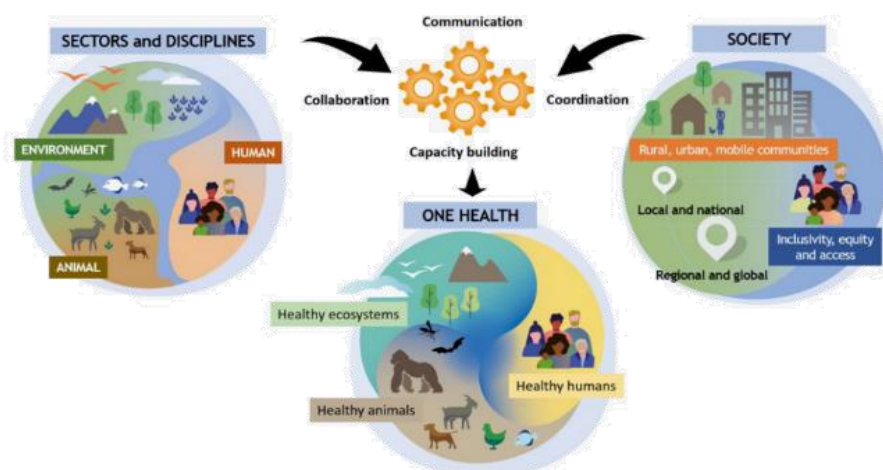 Communication
SECTORS and DISCIPLINES
SOCIETY
Collaboration
Coordination
ENVIRONMENT
HUMAN
Rural, urban, mobile communities
Capacity building
Local and national
ONE HEALTH
Inclusivity, equity
and access
ANIMAL
Regional and global
Healthy ecosystems
Healthy humans
Healthy animals